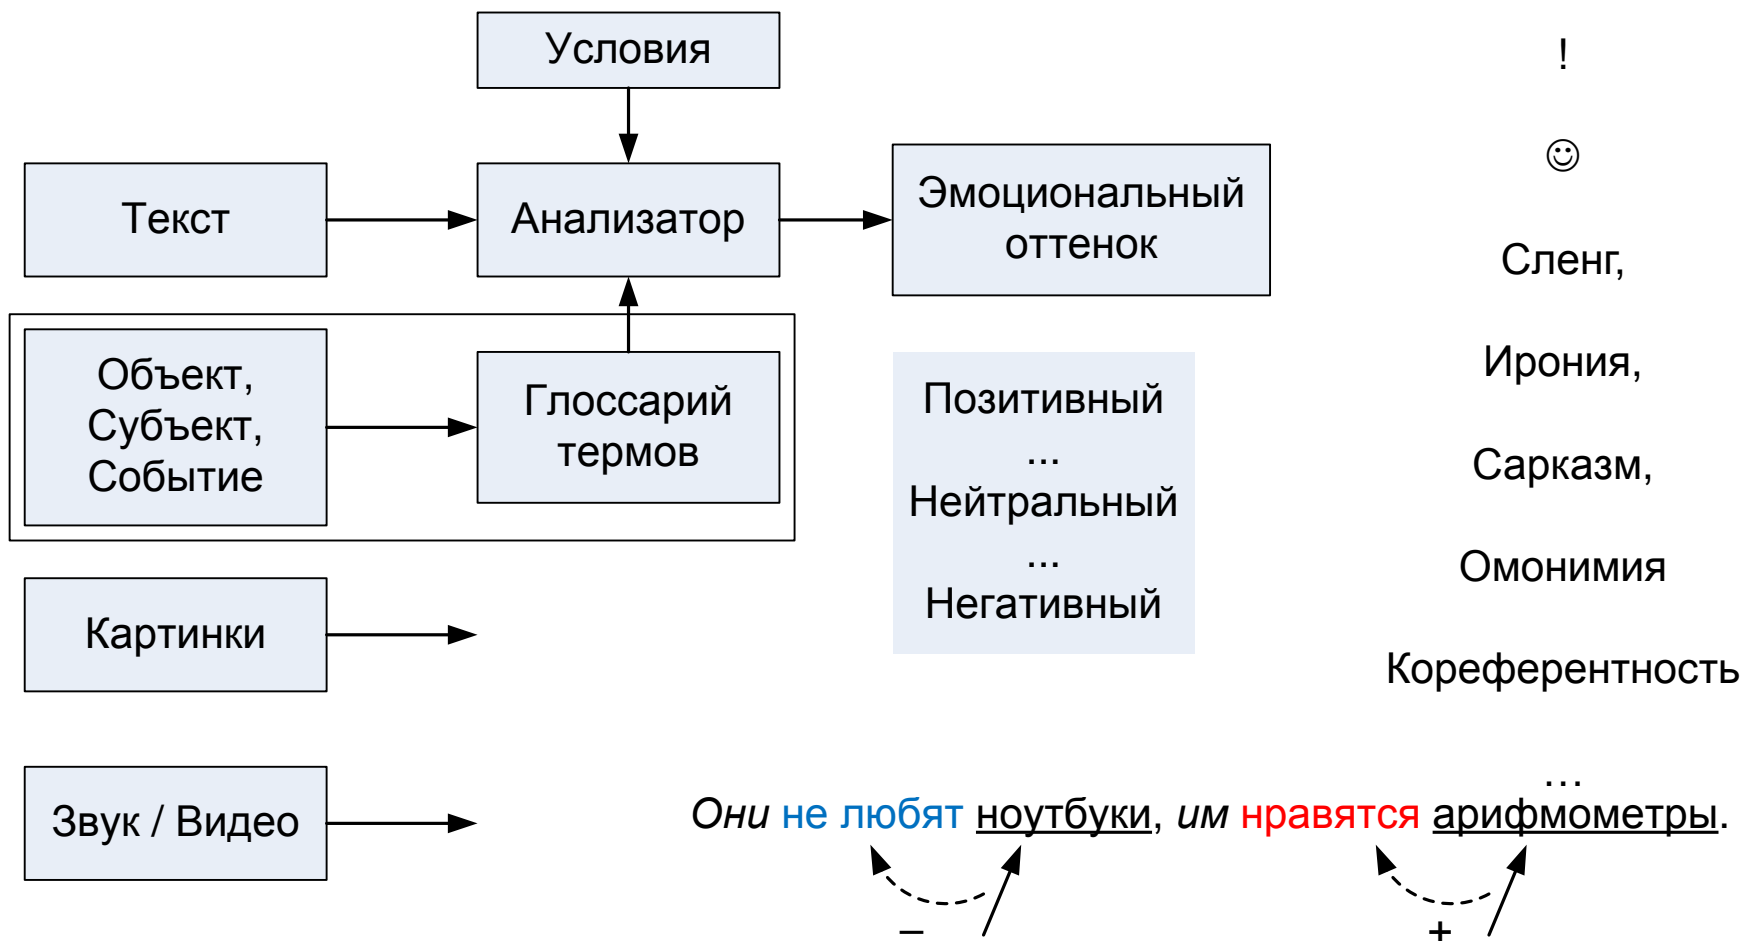 Условия
Текст
Анализатор
Эмоциональный
оттенок
Объект,
Субъект,
Событие
Глоссарий
термов
Позитивный
...
Нейтральный
...
Негативный
Картинки
Звук / Видео
!
☺
Сленг,
Ирония,
Сарказм,
Омонимия
Кореферентность
...
Они не любят ноутбуки, им нравятся арифмометры.
– +